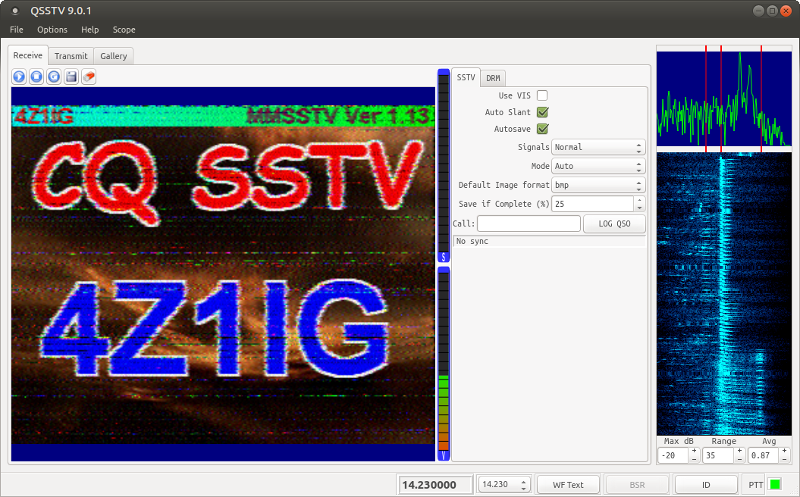 QSSTV 9.0.1
File Options Help Scope
Receive Transmit Gallery
4Z1IG MMSSTV Ver 1.13
CQ SSTV
4Z1IG
S
V
SSTV DRM
Use VIS
Auto Slant
Autosave
Signals Normal
Mode Auto
Default Image format bmp
Save if Complete (%) 25
Call: LOG QSO
No sync
Max dB Range Avg
-20 35 0.87
14.230000 14.230 WF Text BSR ID PTT